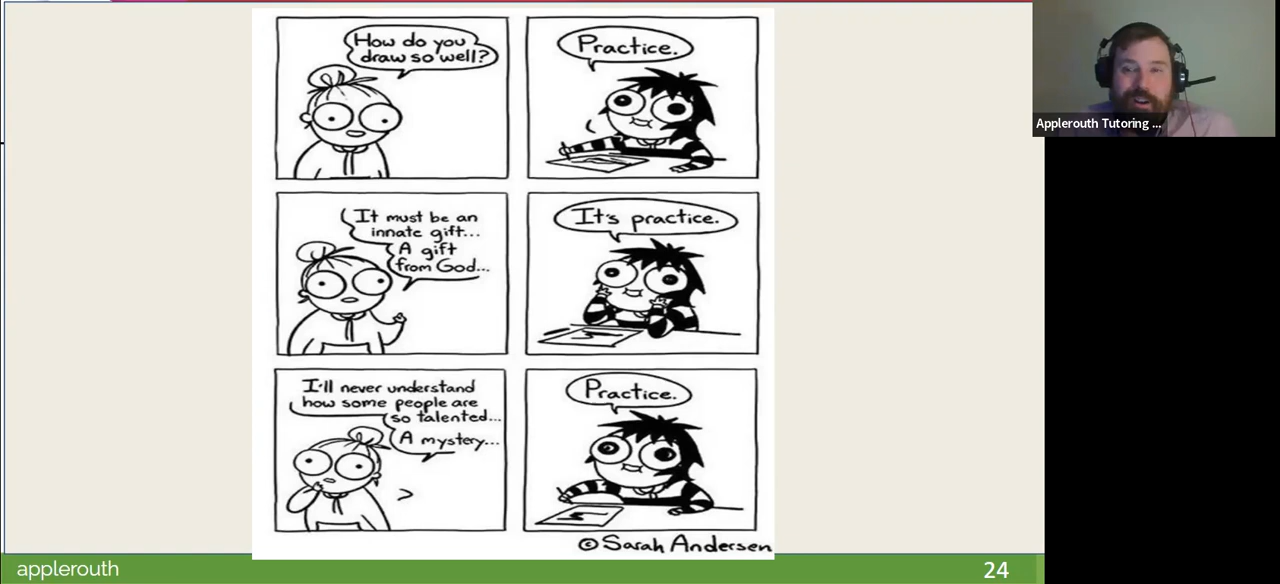 How do you
draw so well?
Practice.
It must be an
innate gift...
A gift
from God...
It's practice.
I'll never understand
how some people are
so talented...
A mystery...
Practice.
© Sarah Andersen
applerouth
24
Applerouth Tutoring ...